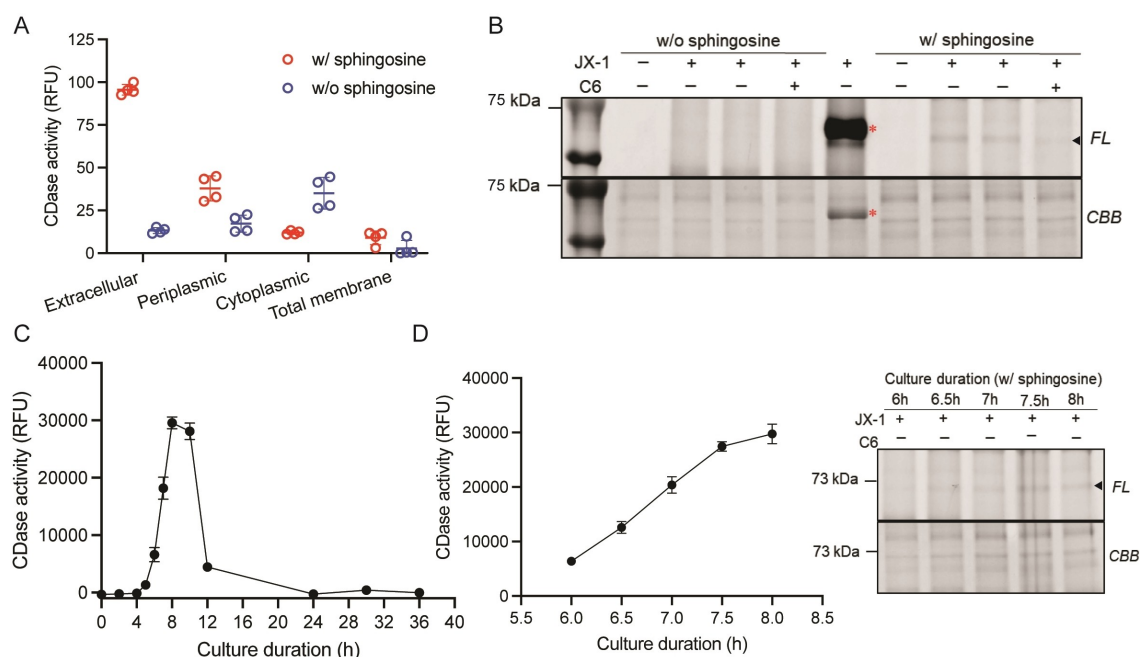 A
CDase activity (RFU)
125
100
75
50
25
0
w/ sphingosine
w/o sphingosine
Extracellular
Periplasmic
Cytoplasmic
Total membrane
B
w/o sphingosine w/ sphingosine
JX-1 – + + + + – + + +
C6 – – – + – – – – +
75 kDa
* FL
75 kDa
* CBB
C
CDase activity (RFU)
40000
30000
20000
10000
0
0 4 8 12 16 20 24 28 32 36 40
Culture duration (h)
D
CDase activity (RFU)
40000
30000
20000
10000
0
5.5 6.0 6.5 7.0 7.5 8.0 8.5
Culture duration (h)
Culture duration (w/ sphingosine)
6h 6.5h 7h 7.5h 8h
JX-1 + + + + +
C6 – – – – –
73 kDa
FL
73 kDa
CBB